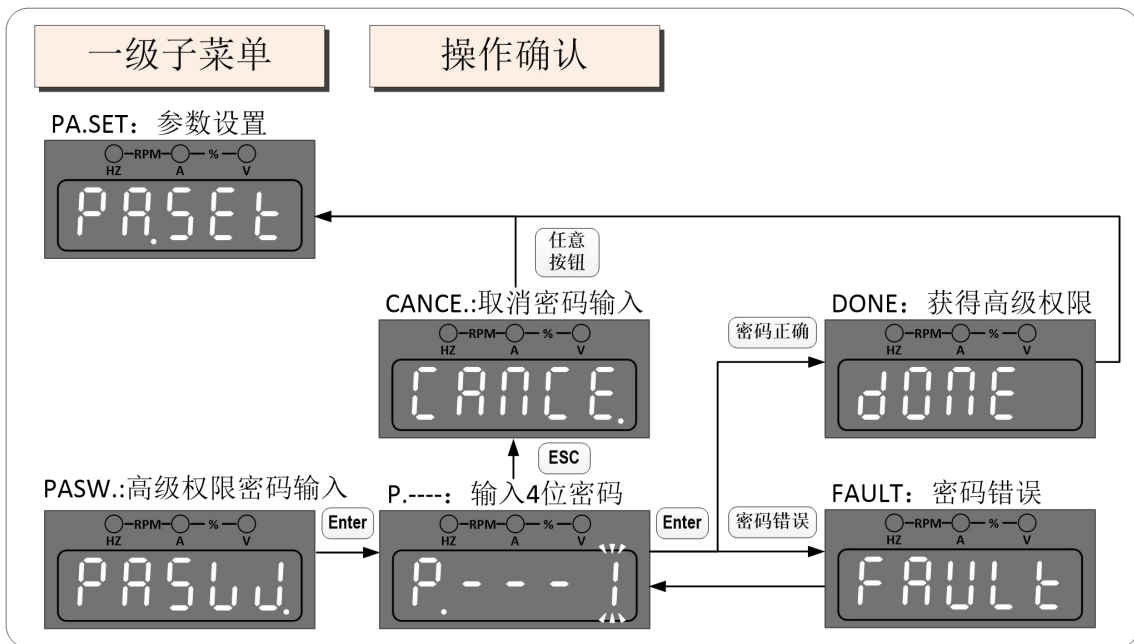 一级子菜单
操作确认
PA.SET：参数设置
RPM %
HZ A V
PA.SEt
任意
按钮
CANCE.:取消密码输入
RPM %
HZ A V
CANCE.
密码正确
DONE：获得高级权限
RPM %
HZ A V
dONE
ESC
PASW.:高级权限密码输入
RPM %
HZ A V
PASW.
Enter
P.----：输入4位密码
RPM %
HZ A V
P.---1
Enter
密码错误
FAULT：密码错误
RPM %
HZ A V
FAULt